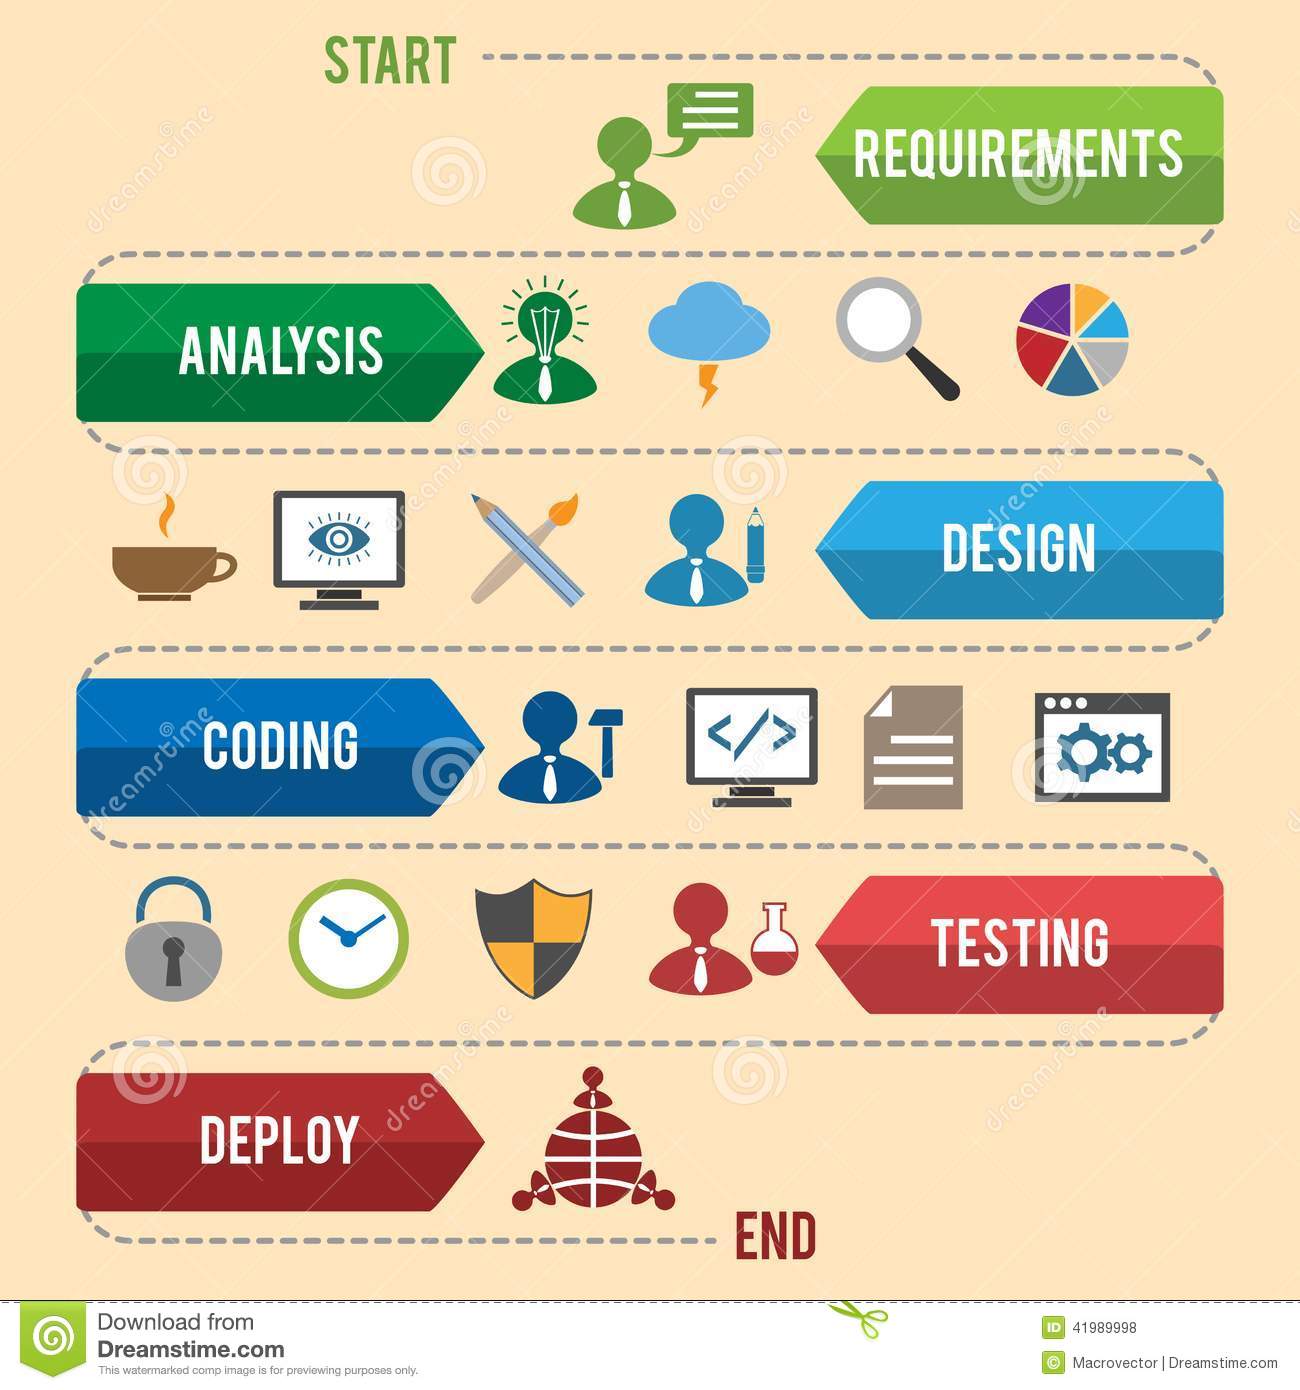 START
REQUIREMENTS
ANALYSIS
DESIGN
</>
CODING
TESTING
DEPLOY
END
Download from
Dreamstime.com
This watermarked comp image is for previewing purposes only.
ID 41989998
© Macrovector | Dreamstime.com
dreamstime